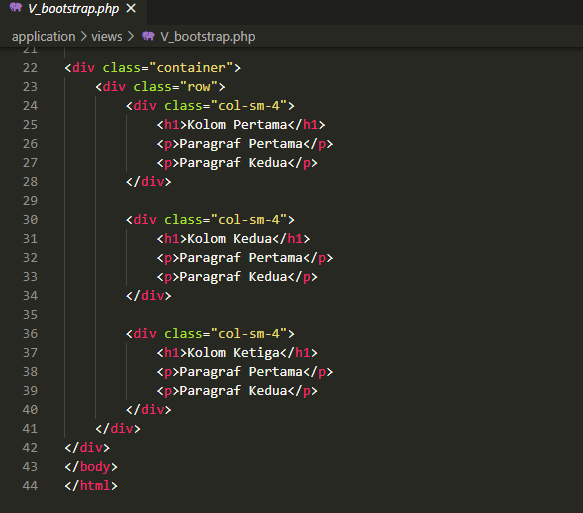 V_bootstrap.php ×
application > views > V_bootstrap.php
21
22 <div class="container">
23 <div class="row">
24 <div class="col-sm-4">
25 <h1>Kolom Pertama</h1>
26 <p>Paragraf Pertama</p>
27 <p>Paragraf Kedua</p>
28 </div>
29
30 <div class="col-sm-4">
31 <h1>Kolom Kedua</h1>
32 <p>Paragraf Pertama</p>
33 <p>Paragraf Kedua</p>
34 </div>
35
36 <div class="col-sm-4">
37 <h1>Kolom Ketiga</h1>
38 <p>Paragraf Pertama</p>
39 <p>Paragraf Kedua</p>
40 </div>
41 </div>
42 </div>
43 </body>
44 </html>